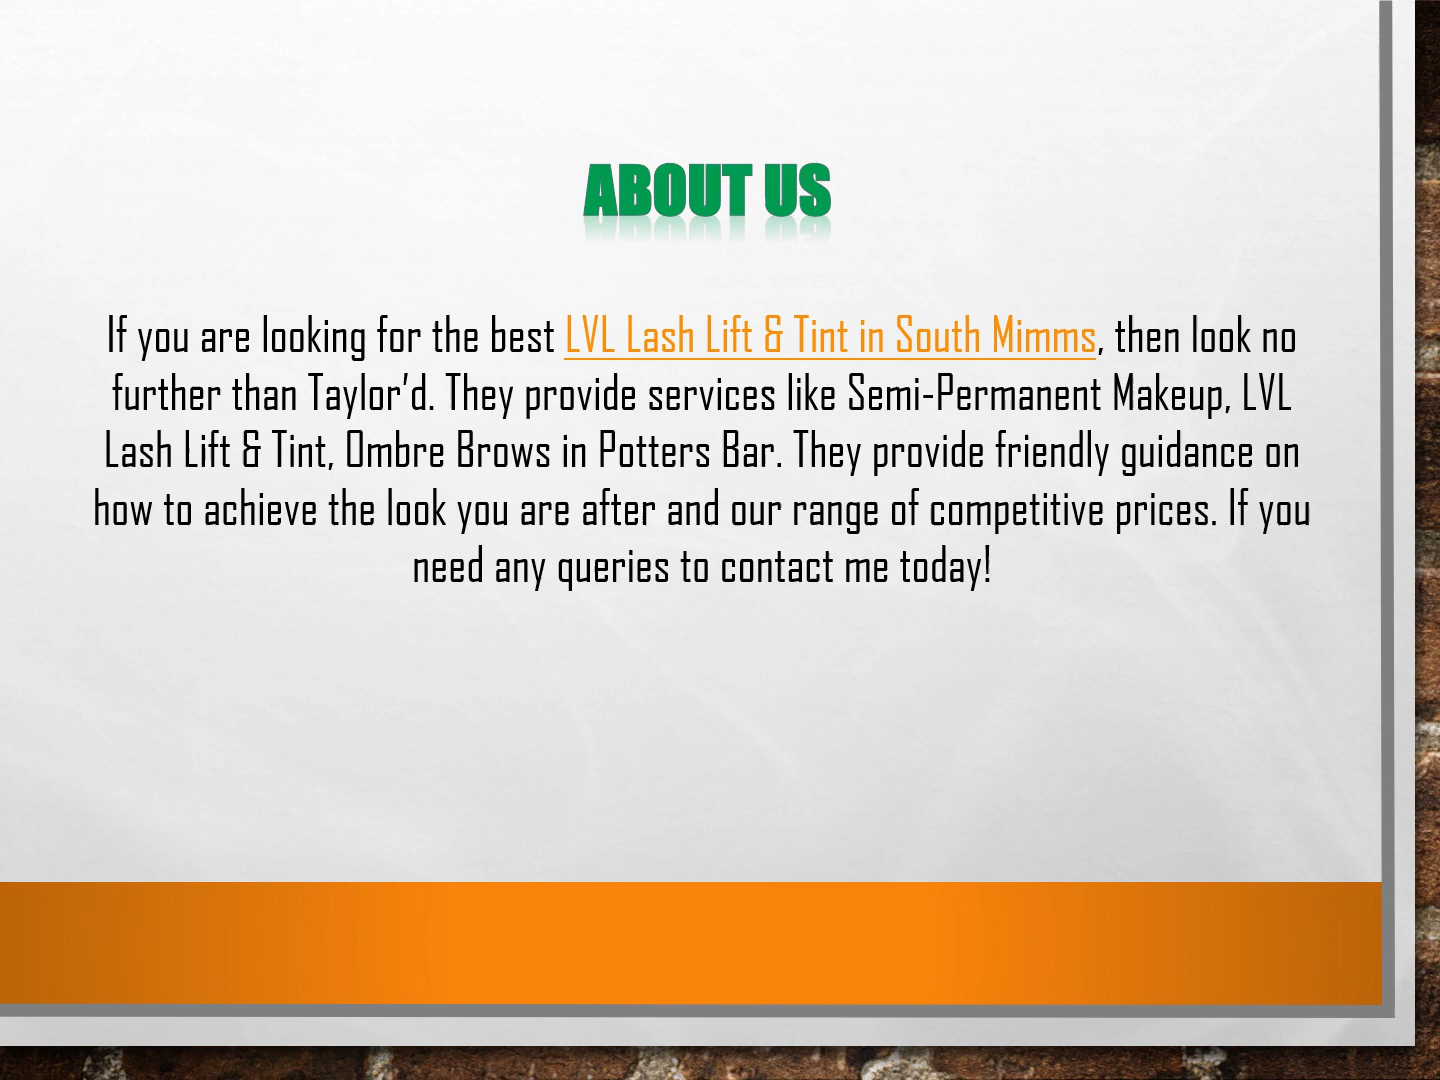 ABOUT US
If you are looking for the best LVL Lash Lift & Tint in South Mimms, then look no
further than Taylor’d. They provide services like Semi-Permanent Makeup, LVL
Lash Lift & Tint, Ombre Brows in Potters Bar. They provide friendly guidance on
how to achieve the look you are after and our range of competitive prices. If you
need any queries to contact me today!